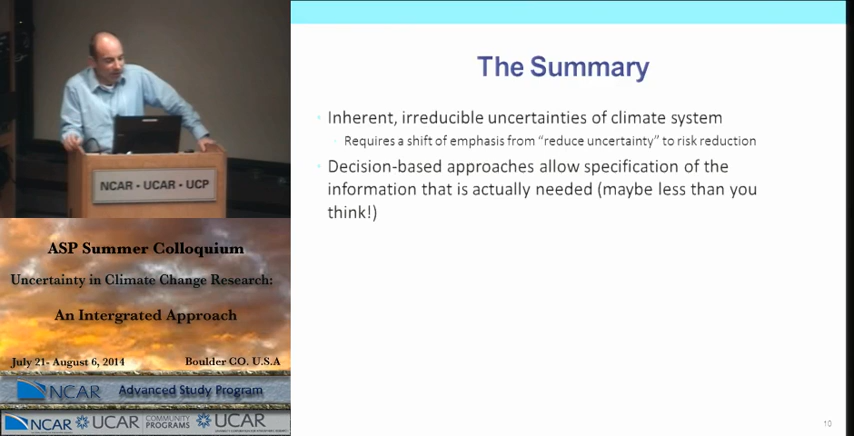 NCAR - UCAR - UCP
ASP Summer Colloquium
Uncertainty in Climate Change Research:
An Intergrated Approach
July 21- August 6, 2014 Boulder CO. U.S.A
NCAR Advanced Study Program
NCAR UCAR COMMUNITY PROGRAMS UCAR
The Summary
Inherent, irreducible uncertainties of climate system
Requires a shift of emphasis from “reduce uncertainty” to risk reduction
Decision-based approaches allow specification of the
information that is actually needed (maybe less than you
think!)
10